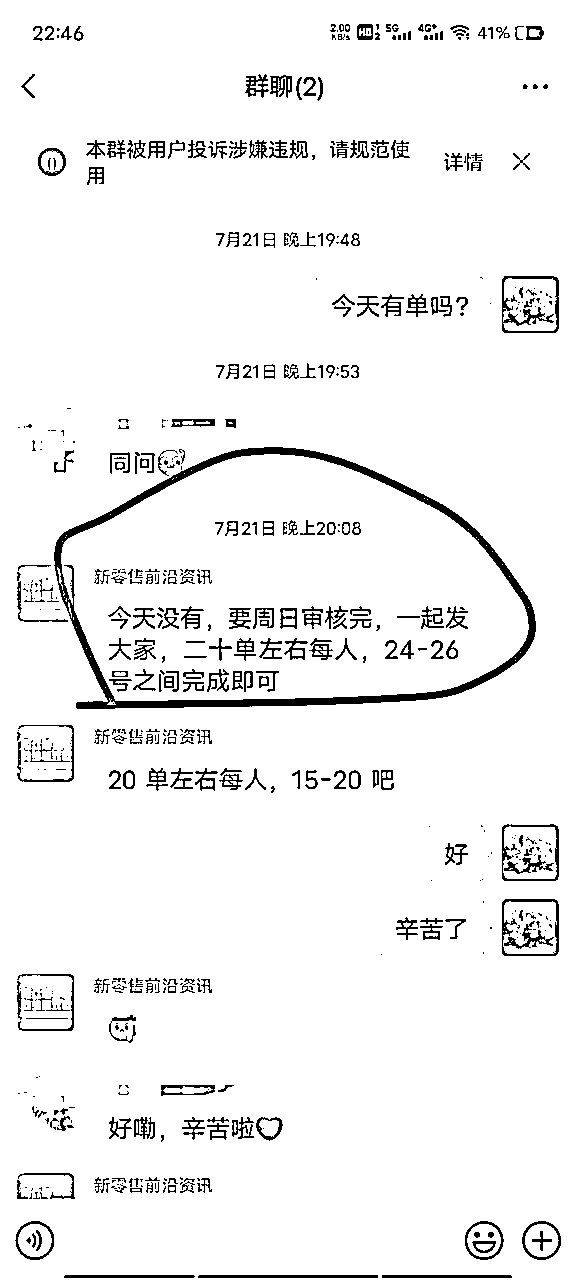 22:46
2.00 KB/s HD 1 2 5G 4G+ 41%
群聊(2)
本群被用户投诉涉嫌违规，请规范使
用
详情
7月21日 晚上19:48
今天有单吗？
7月21日 晚上19:53
同问
7月21日 晚上20:08
新零售前沿资讯
今天没有，要周日审核完，一起发
大家，二十单左右每人，24-26
号之间完成即可
新零售前沿资讯
20 单左右每人，15-20 吧
好
辛苦了
新零售前沿资讯
好嘞，辛苦啦
新零售前沿资讯